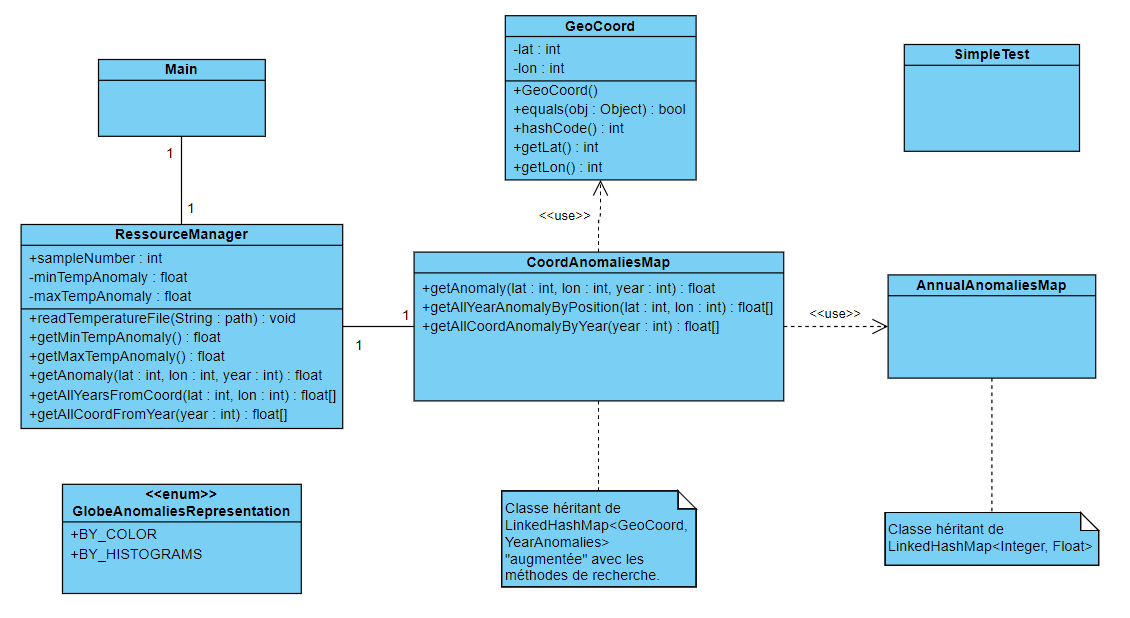 Main
1
1
RessourceManager
+sampleNumber : int
-minTempAnomaly : float
-maxTempAnomaly : float
+readTemperatureFile(String : path) : void
+getMinTempAnomaly() : float
+getMaxTempAnomaly() : float
+getAnomaly(lat : int, lon : int, year : int) : float
+getAllYearsFromCoord(lat : int, lon : int) : float[]
+getAllCoordFromYear(year : int) : float[]
1
1
<<enum>>
GlobeAnomaliesRepresentation
+BY_COLOR
+BY_HISTOGRAMS
GeoCoord
-lat : int
-lon : int
+GeoCoord()
+equals(obj : Object) : bool
+hashCode() : int
+getLat() : int
+getLon() : int
<<use>>
CoordAnomaliesMap
+getAnomaly(lat : int, lon : int, year : int) : float
+getAllYearAnomalyByPosition(lat : int, lon : int) : float[]
+getAllCoordAnomalyByYear(year : int) : float[]
Classe héritant de
LinkedHashMap<GeoCoord,
YearAnomalies>
"augmentée" avec les
méthodes de recherche.
SimpleTest
<<use>>
AnnualAnomaliesMap
Classe héritant de
LinkedHashMap<Integer, Float>